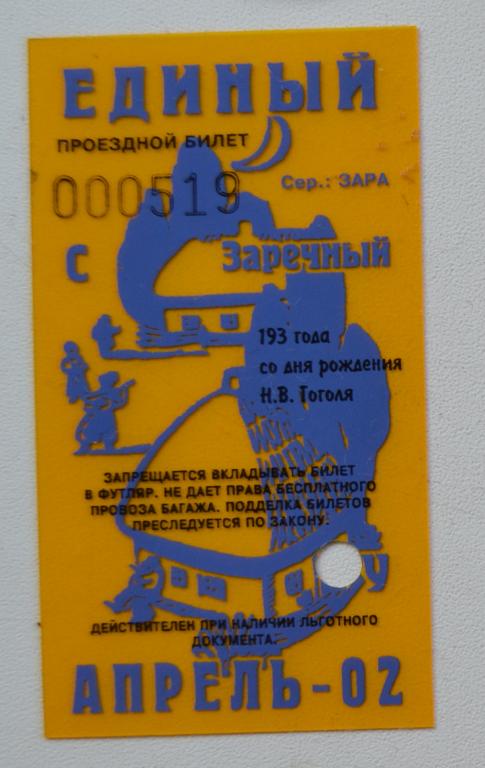 ЕДИНЫЙ
ПРОЕЗДНОЙ БИЛЕТ
000519
Сер.: ЗАРА
С Заречный
193 года
со дня рождения
Н.В. Гоголя
ЗАПРЕЩАЕТСЯ ВКЛАДЫВАТЬ БИЛЕТ
В ФУТЛЯР. НЕ ДАЕТ ПРАВА БЕСПЛАТНОГО
ПРОВОЗА БАГАЖА. ПОДДЕЛКА БИЛЕТОВ
ПРЕСЛЕДУЕТСЯ ПО ЗАКОНУ.
У
ДЕЙСТВИТЕЛЕН ПРИ НАЛИЧИИ ЛЬГОТНОГО
ДОКУМЕНТА.
АПРЕЛЬ-02